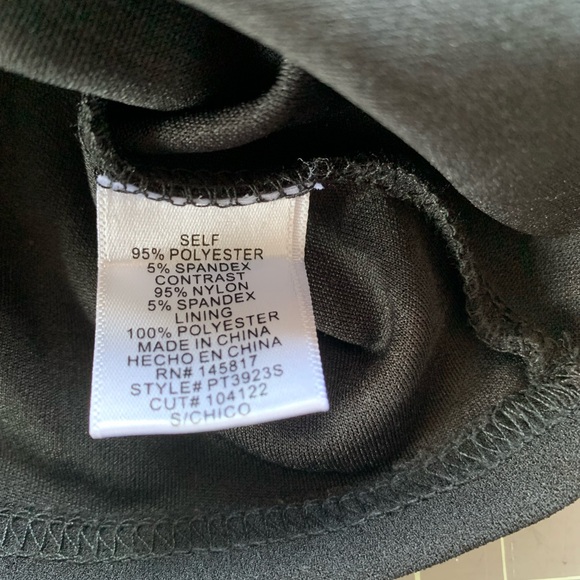 SELF
95% POLYESTER
5% SPANDEX
CONTRAST
95% NYLON
5% SPANDEX
LINING
100% POLYESTER
MADE IN CHINA
HECHO EN CHINA
RN# 145817
STYLE# PT3923S
CUT# 104122
S/CHICO